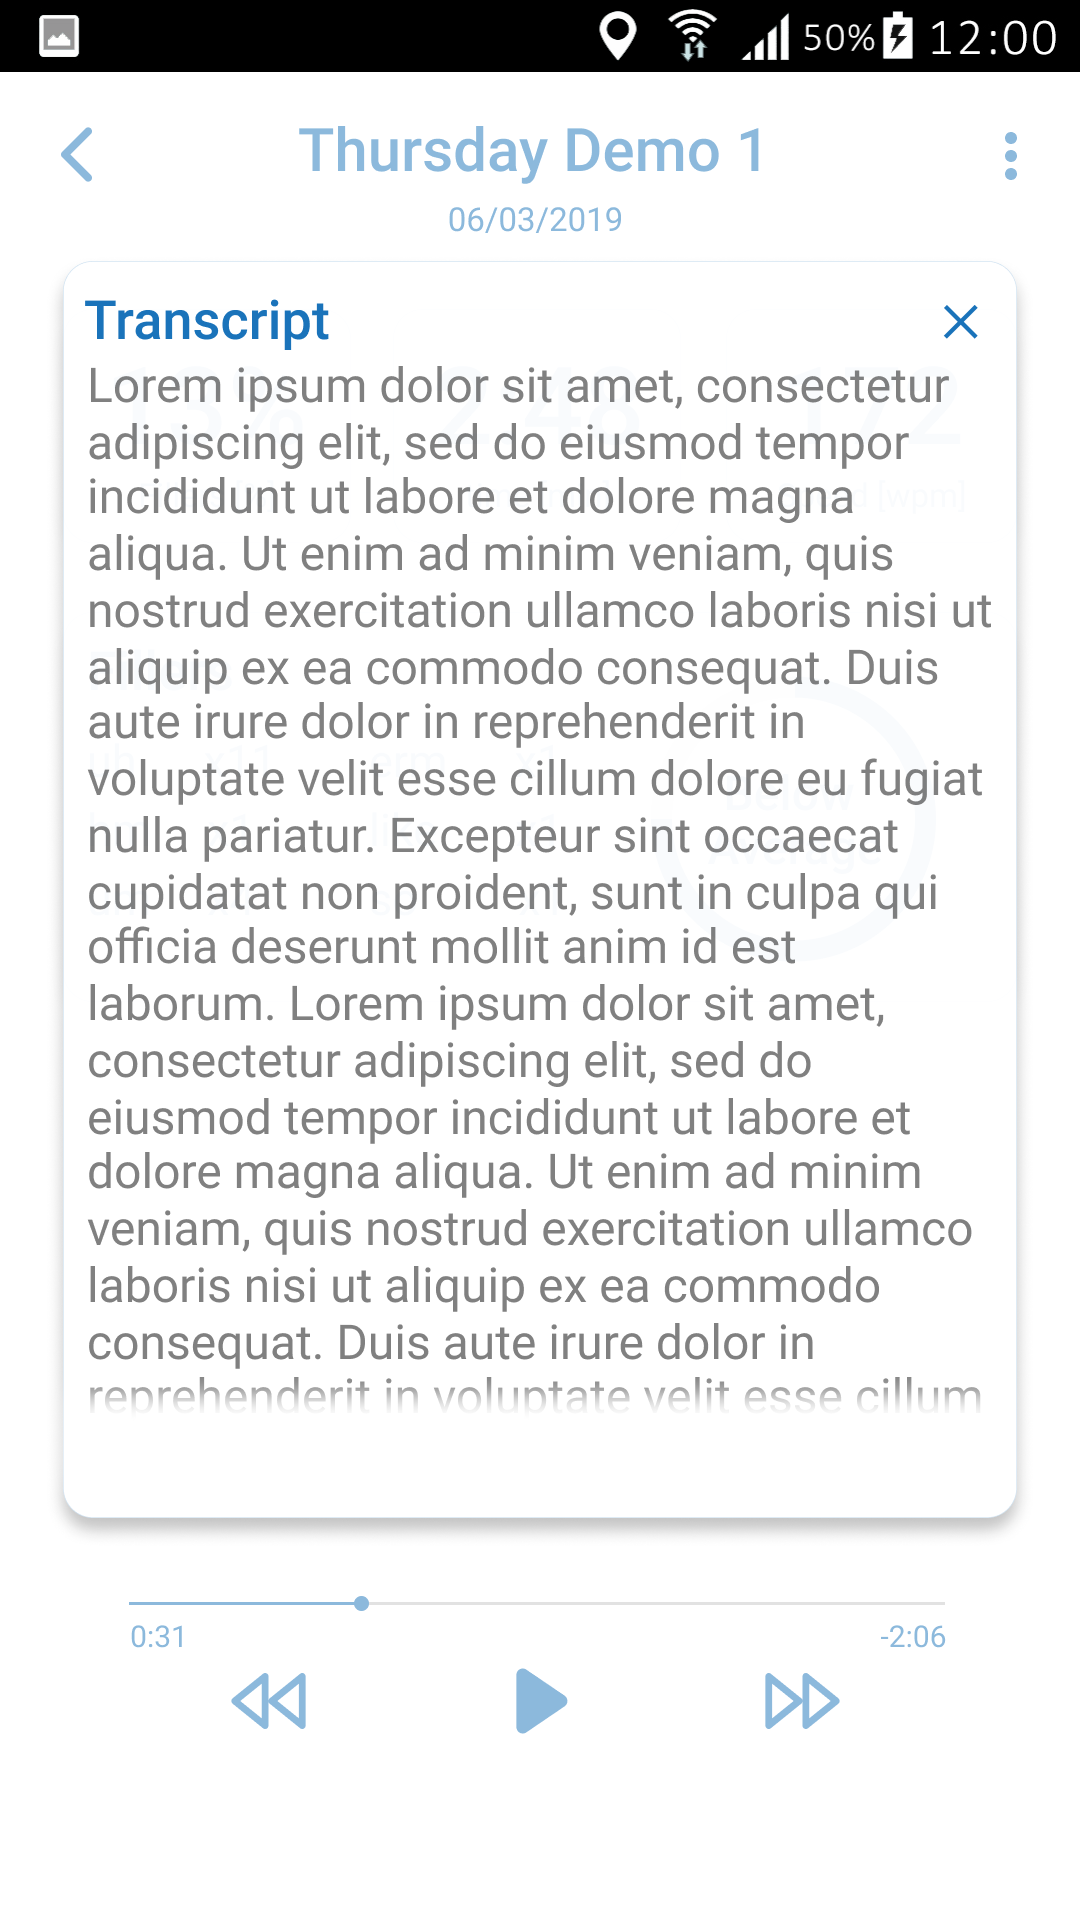 50% 12:00
Thursday Demo 1
06/03/2019
Transcript
Lorem ipsum dolor sit amet, consectetur
adipiscing elit, sed do eiusmod tempor
incididunt ut labore et dolore magna
aliqua. Ut enim ad minim veniam, quis
nostrud exercitation ullamco laboris nisi ut
aliquip ex ea commodo consequat. Duis
aute irure dolor in reprehenderit in
voluptate velit esse cillum dolore eu fugiat
nulla pariatur. Excepteur sint occaecat
cupidatat non proident, sunt in culpa qui
officia deserunt mollit anim id est
laborum. Lorem ipsum dolor sit amet,
consectetur adipiscing elit, sed do
eiusmod tempor incididunt ut labore et
dolore magna aliqua. Ut enim ad minim
veniam, quis nostrud exercitation ullamco
laboris nisi ut aliquip ex ea commodo
consequat. Duis aute irure dolor in
reprehenderit in voluptate velit esse cillum
0:31 -2:06